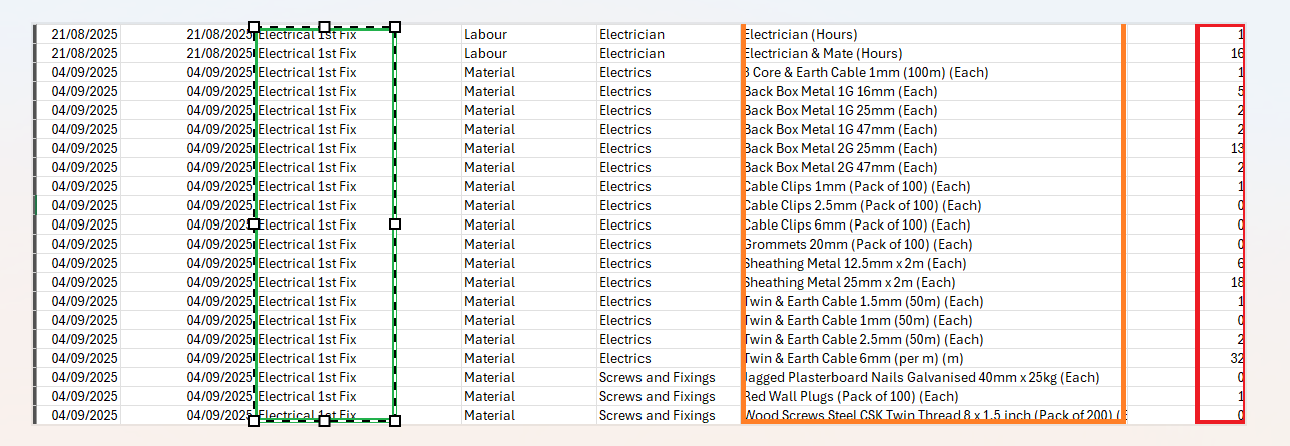 21/08/2025 21/08/2025 Electrical 1st Fix Labour Electrician Electrician (Hours) 1
21/08/2025 21/08/2025 Electrical 1st Fix Labour Electrician Electrician & Mate (Hours) 16
04/09/2025 04/09/2025 Electrical 1st Fix Material Electrics 3 Core & Earth Cable 1mm (100m) (Each) 1
04/09/2025 04/09/2025 Electrical 1st Fix Material Electrics Back Box Metal 1G 16mm (Each) 5
04/09/2025 04/09/2025 Electrical 1st Fix Material Electrics Back Box Metal 1G 25mm (Each) 2
04/09/2025 04/09/2025 Electrical 1st Fix Material Electrics Back Box Metal 1G 47mm (Each) 2
04/09/2025 04/09/2025 Electrical 1st Fix Material Electrics Back Box Metal 2G 25mm (Each) 13
04/09/2025 04/09/2025 Electrical 1st Fix Material Electrics Back Box Metal 2G 47mm (Each) 2
04/09/2025 04/09/2025 Electrical 1st Fix Material Electrics Cable Clips 1mm (Pack of 100) (Each) 1
04/09/2025 04/09/2025 Electrical 1st Fix Material Electrics Cable Clips 2.5mm (Pack of 100) (Each) 0
04/09/2025 04/09/2025 Electrical 1st Fix Material Electrics Cable Clips 6mm (Pack of 100) (Each) 0
04/09/2025 04/09/2025 Electrical 1st Fix Material Electrics Grommets 20mm (Pack of 100) (Each) 0
04/09/2025 04/09/2025 Electrical 1st Fix Material Electrics Sheathing Metal 12.5mm x 2m (Each) 6
04/09/2025 04/09/2025 Electrical 1st Fix Material Electrics Sheathing Metal 25mm x 2m (Each) 18
04/09/2025 04/09/2025 Electrical 1st Fix Material Electrics Twin & Earth Cable 1.5mm (50m) (Each) 1
04/09/2025 04/09/2025 Electrical 1st Fix Material Electrics Twin & Earth Cable 1mm (50m) (Each) 0
04/09/2025 04/09/2025 Electrical 1st Fix Material Electrics Twin & Earth Cable 2.5mm (50m) (Each) 2
04/09/2025 04/09/2025 Electrical 1st Fix Material Electrics Twin & Earth Cable 6mm (per m) (m) 32
04/09/2025 04/09/2025 Electrical 1st Fix Material Screws and Fixings Jagged Plasterboard Nails Galvanised 40mm x 25kg (Each) 0
04/09/2025 04/09/2025 Electrical 1st Fix Material Screws and Fixings Red Wall Plugs (Pack of 100) (Each) 1
04/09/2025 04/09/2025 Electrical 1st Fix Material Screws and Fixings Wood Screws Steel CSK Twin Thread 8 x 1.5 inch (Pack of 200) 0